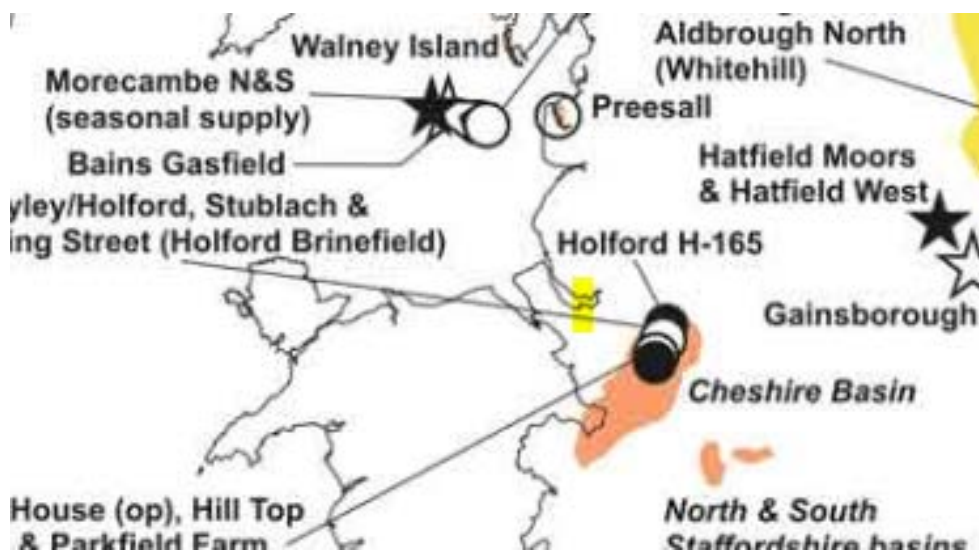 Walney Island
Aldbrough North
(Whitehill)
Morecambe N&S
(seasonal supply)
Preesall
Bains Gasfield
Hatfield Moors
& Hatfield West
yley/Holford, Stublach &
ing Street (Holford Brinefield)
Holford H-165
Gainsborough
Cheshire Basin
House (op), Hill Top
& Parkfield Farm
North & South
Staffordshire basins